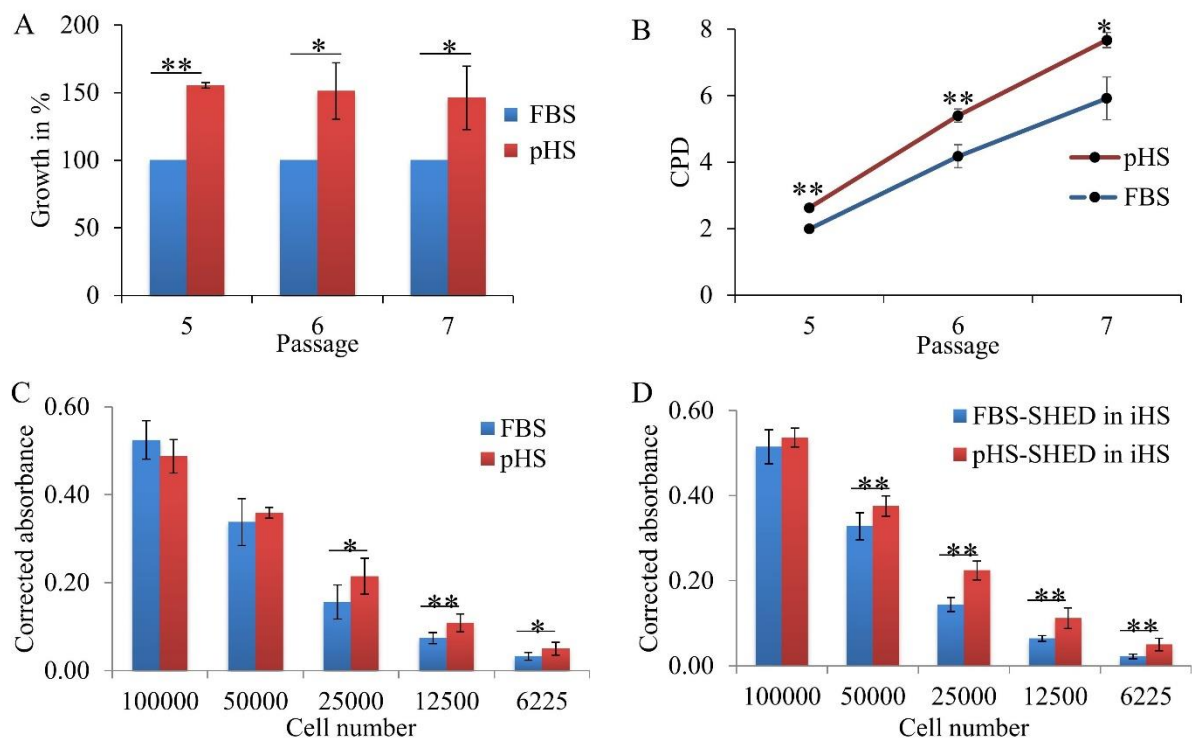 A
Growth in %
200
150
100
50
0
**
*
*
FBS
pHS
5
6
7
Passage
B
CPD
8
6
4
2
0
**
**
*
pHS
FBS
5
6
7
Passage
C
Corrected absorbance
0.60
0.40
0.20
0.00
*
**
*
FBS
pHS
100000
50000
25000
12500
6225
Cell number
D
Corrected absorbance
0.60
0.40
0.20
0.00
**
**
**
**
FBS-SHED in iHS
pHS-SHED in iHS
100000
50000
25000
12500
6225
Cell number